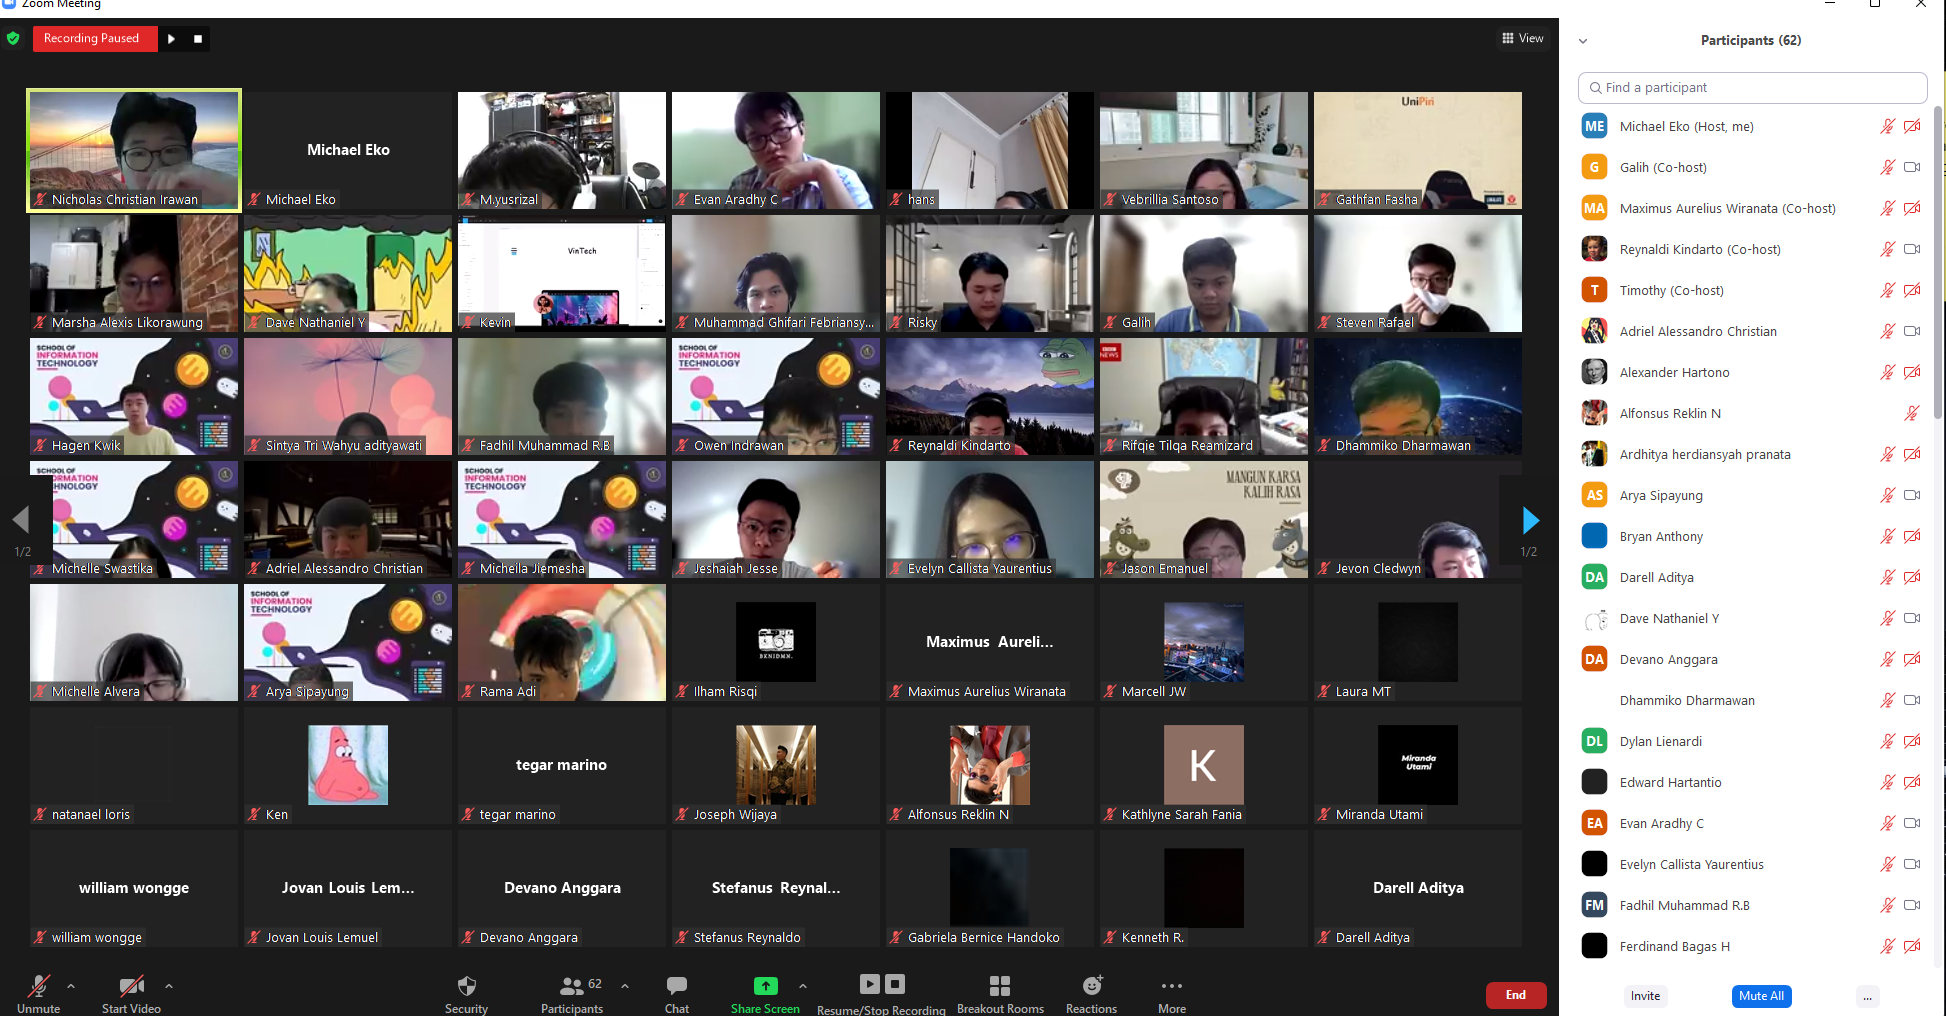 Zoom Meeting
Recording Paused
View
Nicholas Christian Irawan
Michael Eko
Michael Eko
M.yusrizal
Evan Aradhy C
hans
Vebrillia Santoso
UniPin
Gathfan Fasha
Marsha Alexis Likorawung
Dave Nathaniel Y
VinTech
Kevin
Muhammad Ghifari Febriansy...
Risky
Galih
Steven Rafael
SCHOOL OF
INFORMATION
TECHNOLOGY
Hagen Kwik
Sintya Tri Wahyu adityawati
Fadhil Muhammad R.B
SCHOOL OF
INFORMATION
TECHNOLOGY
Owen Indrawan
Reynaldi Kindarto
BBC
NEWS
Rifqie Tilqa Reamizard
Dhammiko Dharmawan
SCHOOL OF
INFORMATION
TECHNOLOGY
Michelle Swastika
Adriel Alessandro Christian
SCHOOL OF
INFORMATION
TECHNOLOGY
Micheila Jiemesha
Jeshaiah Jesse
Evelyn Callista Yaurentius
MANGUN KARSA
KALIH RASA
Jason Emanuel
Jevon Cledwyn
1/2
1/2
Michelle Alvera
SCHOOL OF
INFORMATION
TECHNOLOGY
Arya Sipayung
Rama Adi
BKNIDMN.
Ilham Risqi
Maximus Aureli...
Maximus Aurelius Wiranata
Marcell JW
Laura MT
natanael loris
Ken
tegar marino
tegar marino
Joseph Wijaya
Alfonsus Reklin N
K
Kathlyne Sarah Fania
Miranda
Utami
Miranda Utami
william wongge
william wongge
Jovan Louis Lem...
Jovan Louis Lemuel
Devano Anggara
Devano Anggara
Stefanus Reynal...
Stefanus Reynaldo
Gabriela Bernice Handoko
Kenneth R.
Darell Aditya
Darell Aditya
Unmute
Start Video
Security
62
Participants
Chat
Share Screen
Resume/Stop Recording
Breakout Rooms
Reactions
More
End
Participants (62)
Find a participant
ME Michael Eko (Host, me)
G Galih (Co-host)
MA Maximus Aurelius Wiranata (Co-host)
Reynaldi Kindarto (Co-host)
T Timothy (Co-host)
Adriel Alessandro Christian
Alexander Hartono
Alfonsus Reklin N
Ardhitya herdiansyah pranata
AS Arya Sipayung
Bryan Anthony
DA Darell Aditya
Dave Nathaniel Y
DA Devano Anggara
Dhammiko Dharmawan
DL Dylan Lienardi
Edward Hartantio
EA Evan Aradhy C
Evelyn Callista Yaurentius
FM Fadhil Muhammad R.B
Ferdinand Bagas H
Invite
Mute All
...